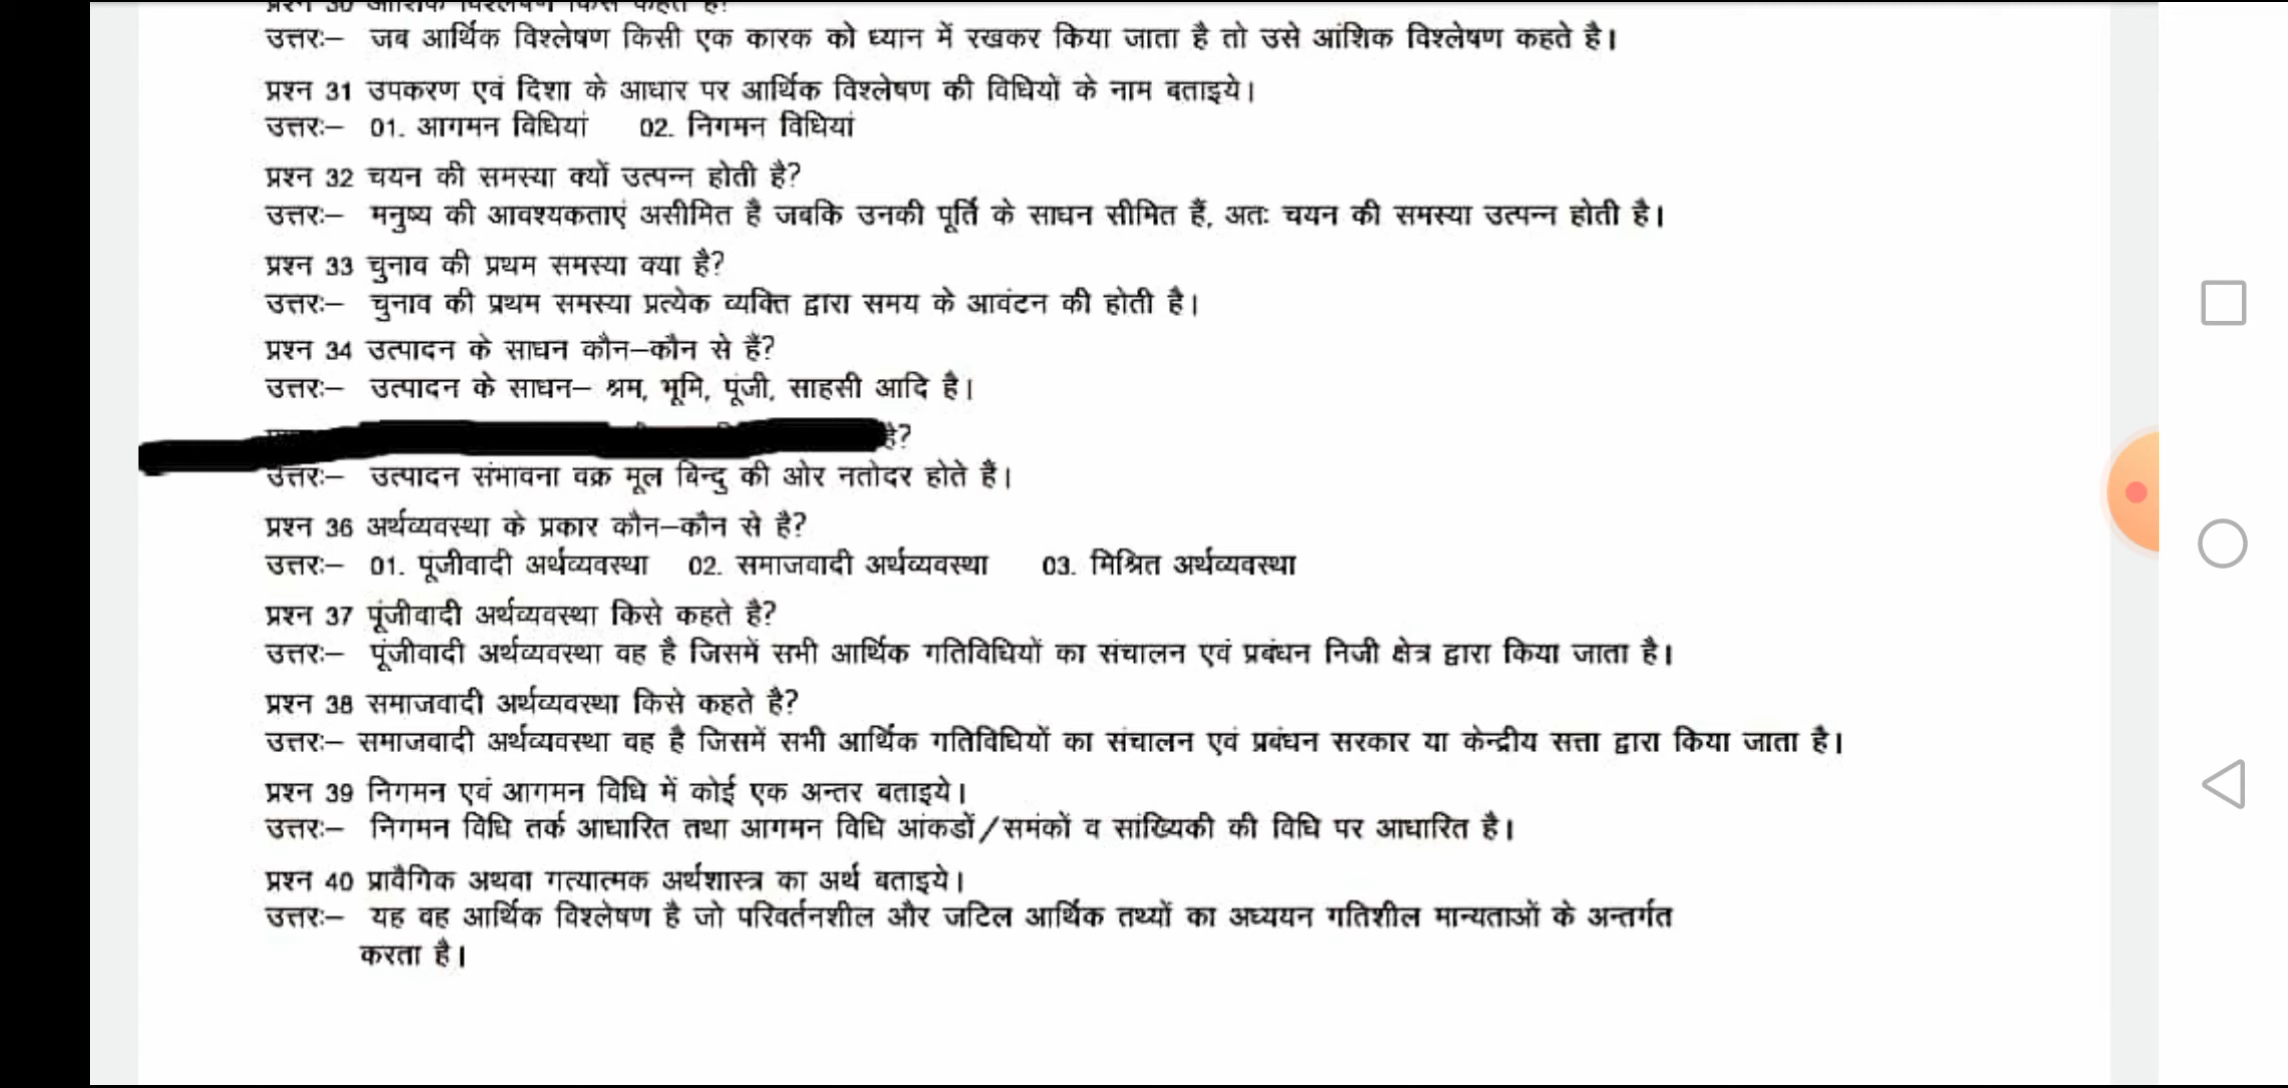 प्रश्न 30 आंशिक विश्लेषण किसे कहते है?
उत्तरः– जब आर्थिक विश्लेषण किसी एक कारक को ध्यान में रखकर किया जाता है तो उसे आंशिक विश्लेषण कहते है।
प्रश्न 31 उपकरण एवं दिशा के आधार पर आर्थिक विश्लेषण की विधियों के नाम बताइये।
उत्तरः– 01. आगमन विधियां 02. निगमन विधियां
प्रश्न 32 चयन की समस्या क्यों उत्पन्न होती है?
उत्तरः– मनुष्य की आवश्यकताएं असीमित है जबकि उनकी पूर्ति के साधन सीमित हैं, अतः चयन की समस्या उत्पन्न होती है।
प्रश्न 33 चुनाव की प्रथम समस्या क्या है?
उत्तरः– चुनाव की प्रथम समस्या प्रत्येक व्यक्ति द्वारा समय के आवंटन की होती है।
प्रश्न 34 उत्पादन के साधन कौन–कौन से हैं?
उत्तरः– उत्पादन के साधन– श्रम, भूमि, पूंजी, साहसी आदि है।
है?
उत्तरः– उत्पादन संभावना वक्र मूल बिन्दु की ओर नतोदर होते हैं।
प्रश्न 36 अर्थव्यवस्था के प्रकार कौन–कौन से है?
उत्तरः– 01. पूंजीवादी अर्थव्यवस्था 02. समाजवादी अर्थव्यवस्था 03. मिश्रित अर्थव्यवस्था
प्रश्न 37 पूंजीवादी अर्थव्यवस्था किसे कहते है?
उत्तरः– पूंजीवादी अर्थव्यवस्था वह है जिसमें सभी आर्थिक गतिविधियों का संचालन एवं प्रबंधन निजी क्षेत्र द्वारा किया जाता है।
प्रश्न 38 समाजवादी अर्थव्यवस्था किसे कहते है?
उत्तरः– समाजवादी अर्थव्यवस्था वह है जिसमें सभी आर्थिक गतिविधियों का संचालन एवं प्रबंघन सरकार या केन्द्रीय सत्ता द्वारा किया जाता है।
प्रश्न 39 निगमन एवं आगमन विधि में कोई एक अन्तर बताइये।
उत्तरः– निगमन विधि तर्क आधारित तथा आगमन विधि आंकडों/समंकों व सांख्यिकी की विधि पर आधारित है।
प्रश्न 40 प्रावैगिक अथवा गत्यात्मक अर्थशास्त्र का अर्थ बताइये।
उत्तरः– यह वह आर्थिक विश्लेषण है जो परिवर्तनशील और जटिल आर्थिक तथ्यों का अध्ययन गतिशील मान्यताओं के अन्तर्गत
करता है।